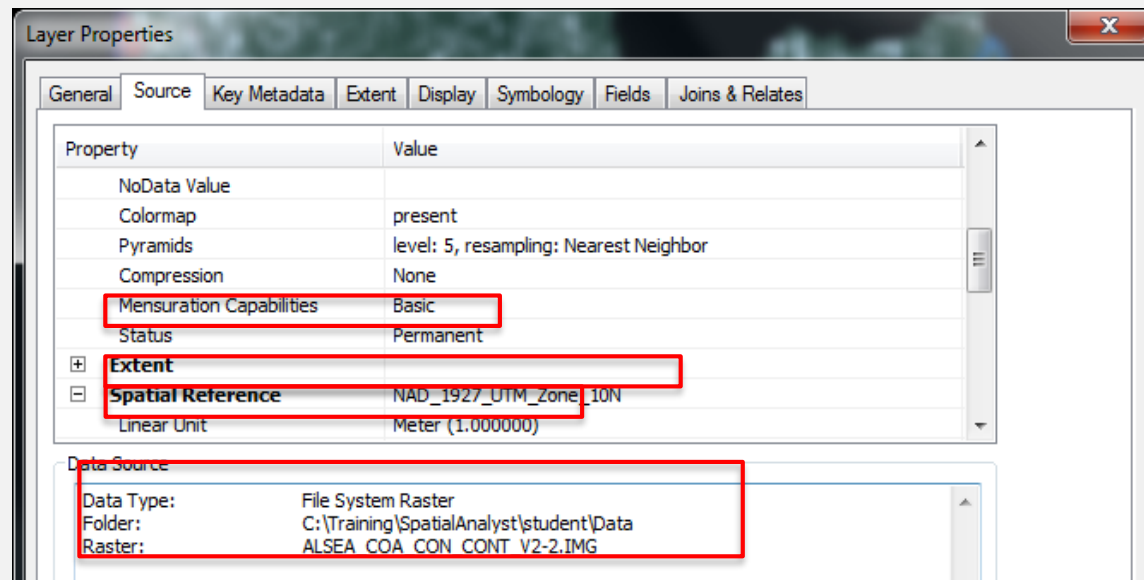 Layer Properties
General Source Key Metadata Extent Display Symbology Fields Joins & Relates
Property Value
NoData Value
Colormap present
Pyramids level: 5, resampling: Nearest Neighbor
Compression None
Mensuration Capabilities Basic
Status Permanent
Extent
Spatial Reference NAD_1927_UTM_Zone_10N
Linear Unit Meter (1.000000)
Data Source
Data Type: File System Raster
Folder: C:\Training\SpatialAnalyst\student\Data
Raster: ALSEA_COA_CON_CONT_V2-2.IMG